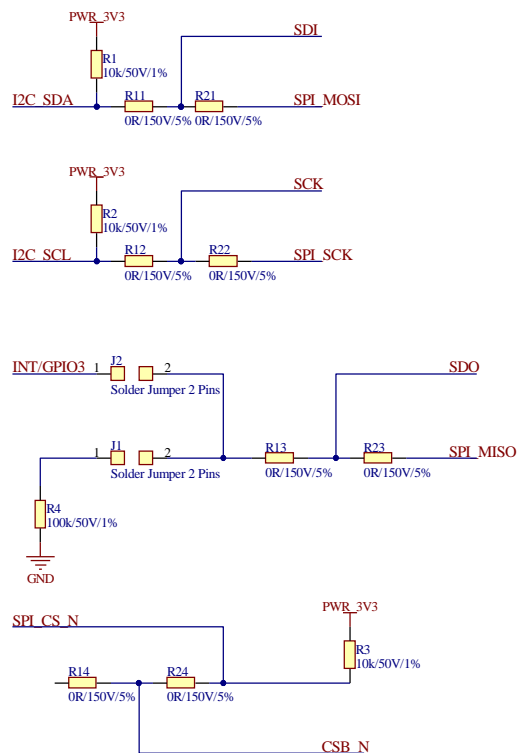 PWR_3V3
SDI
R1
10k/50V/1%
I2C_SDA
R11
R21
SPI_MOSI
0R/150V/5%
0R/150V/5%
PWR_3V3
SCK
R2
10k/50V/1%
I2C_SCL
R12
R22
SPI_SCK
0R/150V/5%
0R/150V/5%
INT/GPIO3
1
J2
2
SDO
Solder Jumper 2 Pins
1
J1
2
R13
R23
SPI_MISO
Solder Jumper 2 Pins
0R/150V/5%
0R/150V/5%
R4
100k/50V/1%
GND
PWR_3V3
SPI_CS_N
R3
10k/50V/1%
R14
R24
0R/150V/5%
0R/150V/5%
CSB_N